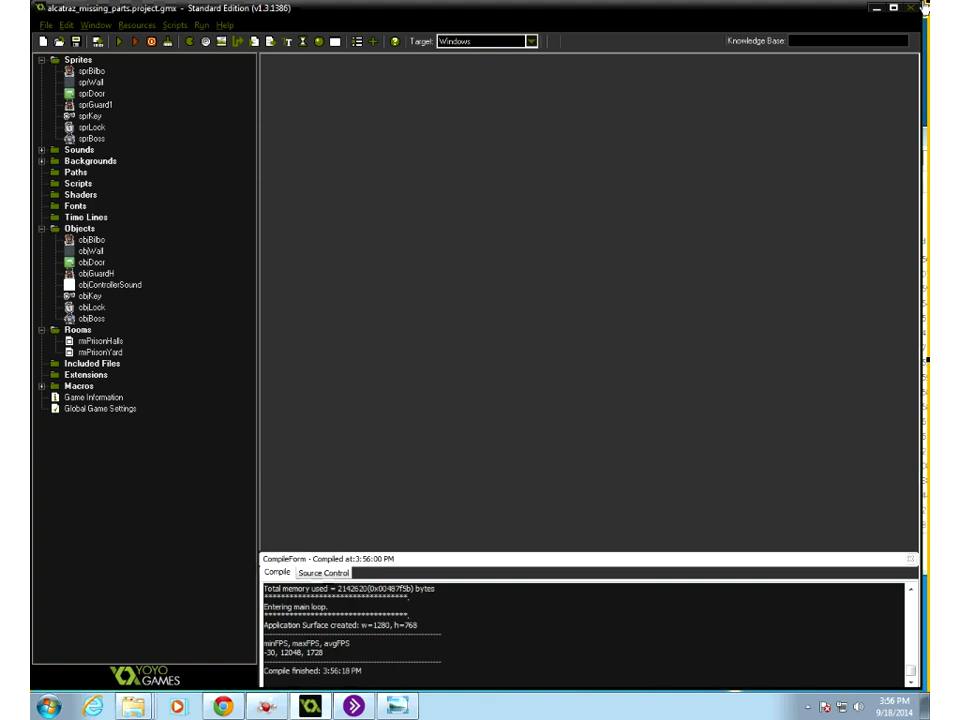 alcatraz_missing_parts.project.gmx - Standard Edition (v1.3.1386)
File Edit Window Resources Scripts Run Help
Target: Windows
Knowledge Base:
Sprites
sprBilbo
sprWall
sprDoor
sprGuard1
sprKey
sprLock
sprBoss
Sounds
Backgrounds
Paths
Scripts
Shaders
Fonts
Time Lines
Objects
objBilbo
objWall
objDoor
objGuardH
objControllerSound
objKey
objLock
objBoss
Rooms
rmPrisonHalls
rmPrisonYard
Included Files
Extensions
Macros
Game Information
Global Game Settings
YOYO
GAMES
CompileForm - Compiled at:3:56:00 PM
Compile Source Control
Total memory used = 2142620(0x00487f5b) bytes
**********************************.
Entering main loop.
**********************************.
Application Surface created: w=1280, h=768
minFPS, maxFPS, avgFPS
-30, 12048, 1728
Compile finished: 3:56:18 PM
3:56 PM
9/18/2014